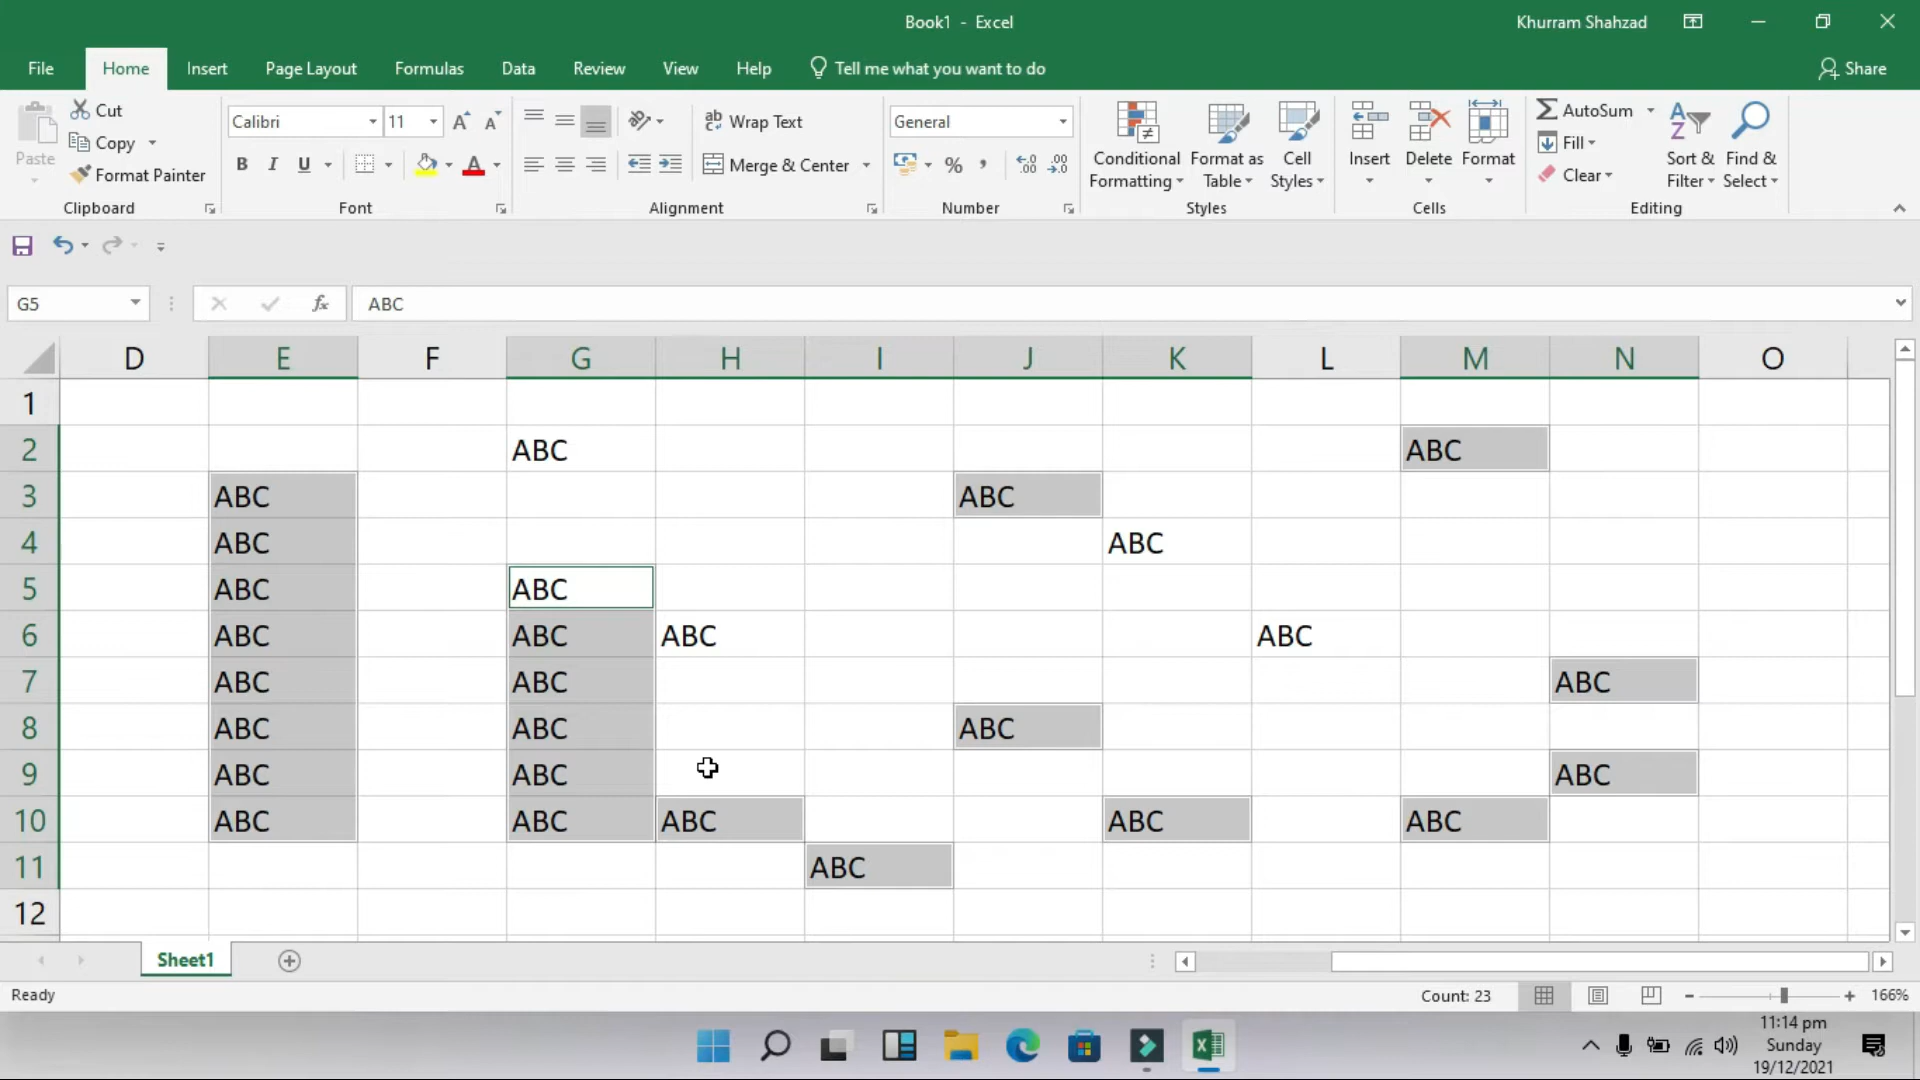 Book1 - Excel
Khurram Shahzad
File Home Insert Page Layout Formulas Data Review View Help Tell me what you want to do Share
Paste
Cut
Copy
Format Painter
Clipboard
Calibri 11
B I U
Font
Wrap Text
Merge & Center
Alignment
General
Number
Conditional Formatting
Format as Table
Cell Styles
Styles
Insert Delete Format
Cells
AutoSum
Fill
Clear
Sort & Filter
Find & Select
Editing
G5 fx ABC
D E F G H I J K L M N O
1
2 ABC ABC
3 ABC ABC
4 ABC ABC
5 ABC ABC
6 ABC ABC ABC ABC
7 ABC ABC ABC
8 ABC ABC ABC
9 ABC ABC ABC
10 ABC ABC ABC ABC ABC
11 ABC
12
Sheet1
Ready
Count: 23
166%
11:14 pm
Sunday
19/12/2021